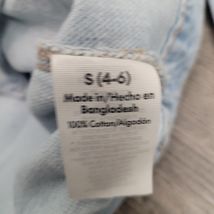 S (4-6)
Made in/Hecho en
Bangladesh
100% Cotton/Algodón